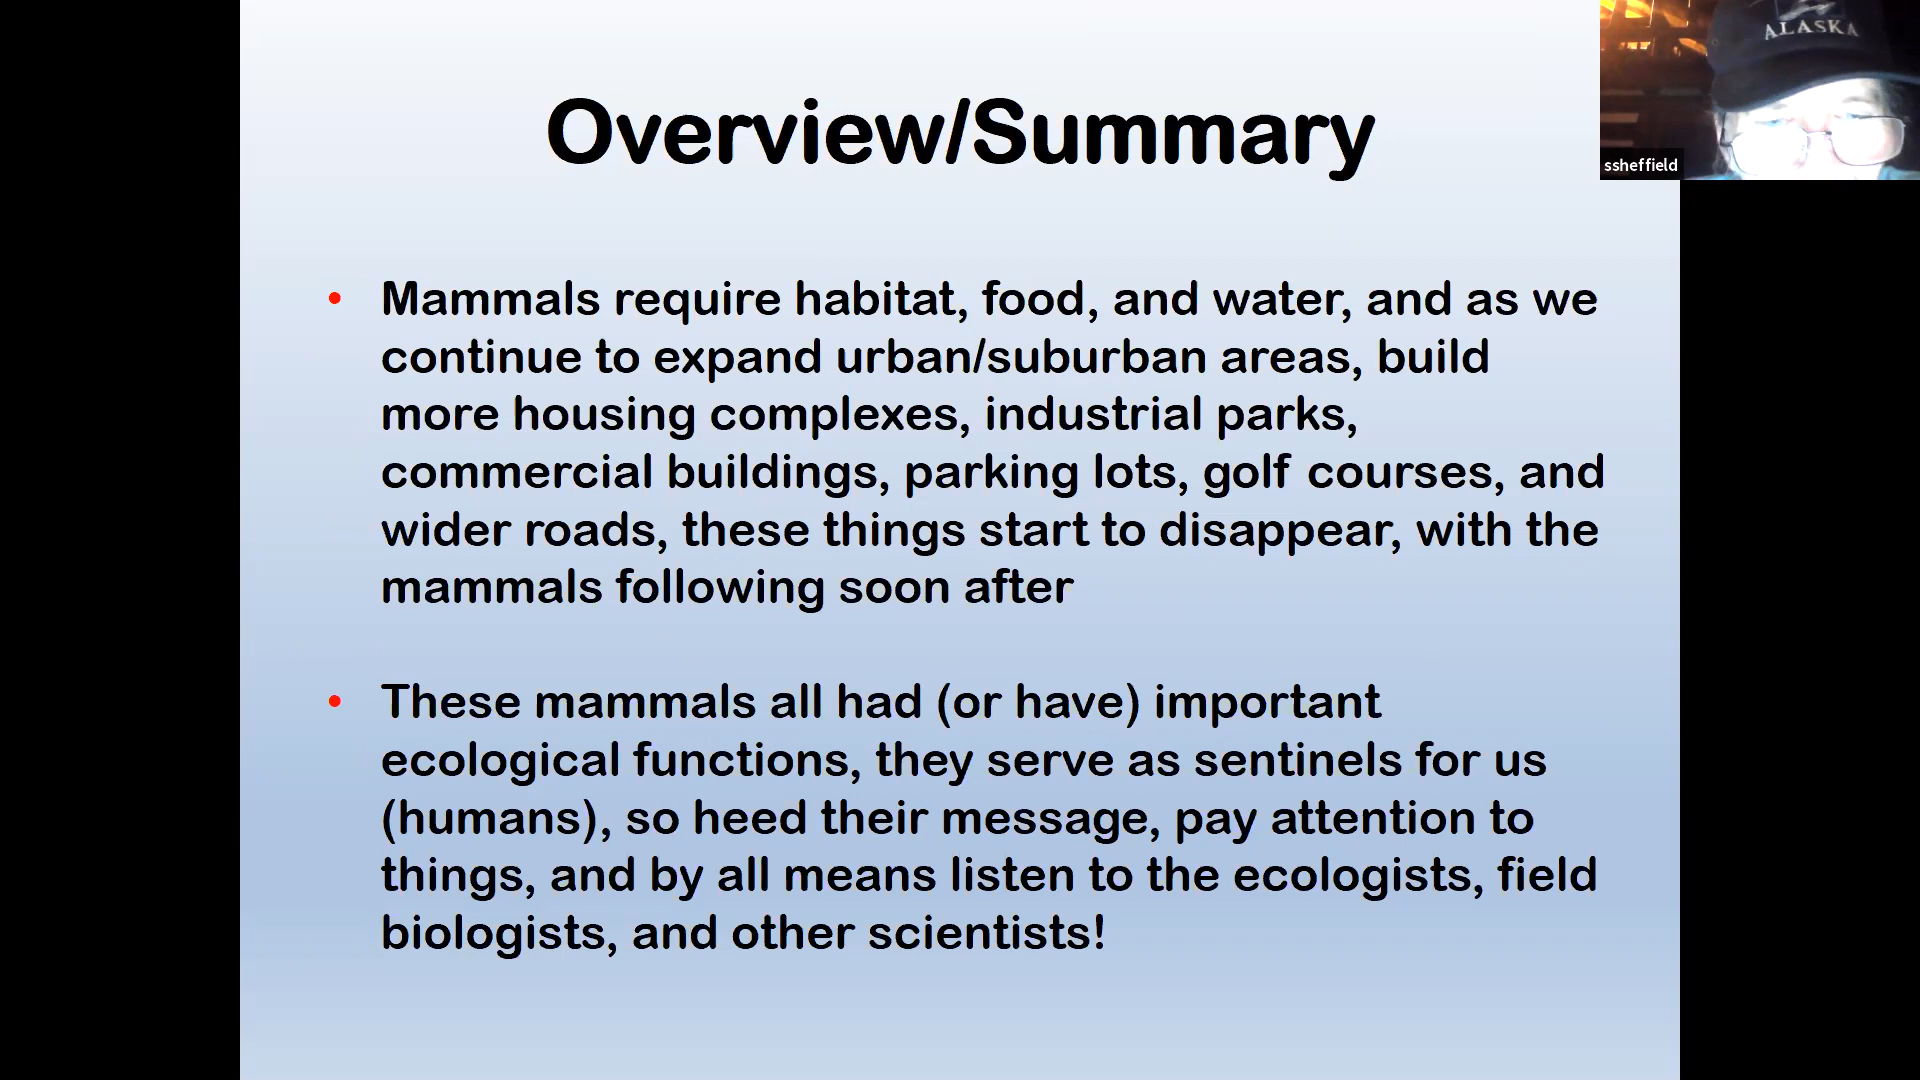 Overview/Summary
ALASKA
ssheffield
• Mammals require habitat, food, and water, and as we
continue to expand urban/suburban areas, build
more housing complexes, industrial parks,
commercial buildings, parking lots, golf courses, and
wider roads, these things start to disappear, with the
mammals following soon after
• These mammals all had (or have) important
ecological functions, they serve as sentinels for us
(humans), so heed their message, pay attention to
things, and by all means listen to the ecologists, field
biologists, and other scientists!